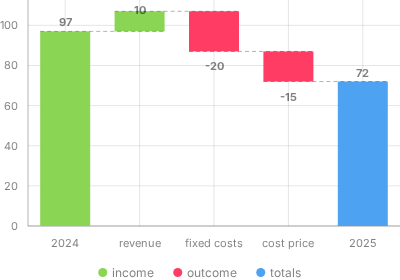 100
80
60
40
20
0
97
10
-20
-15
72
2024
revenue
fixed costs
cost price
2025
income
outcome
totals